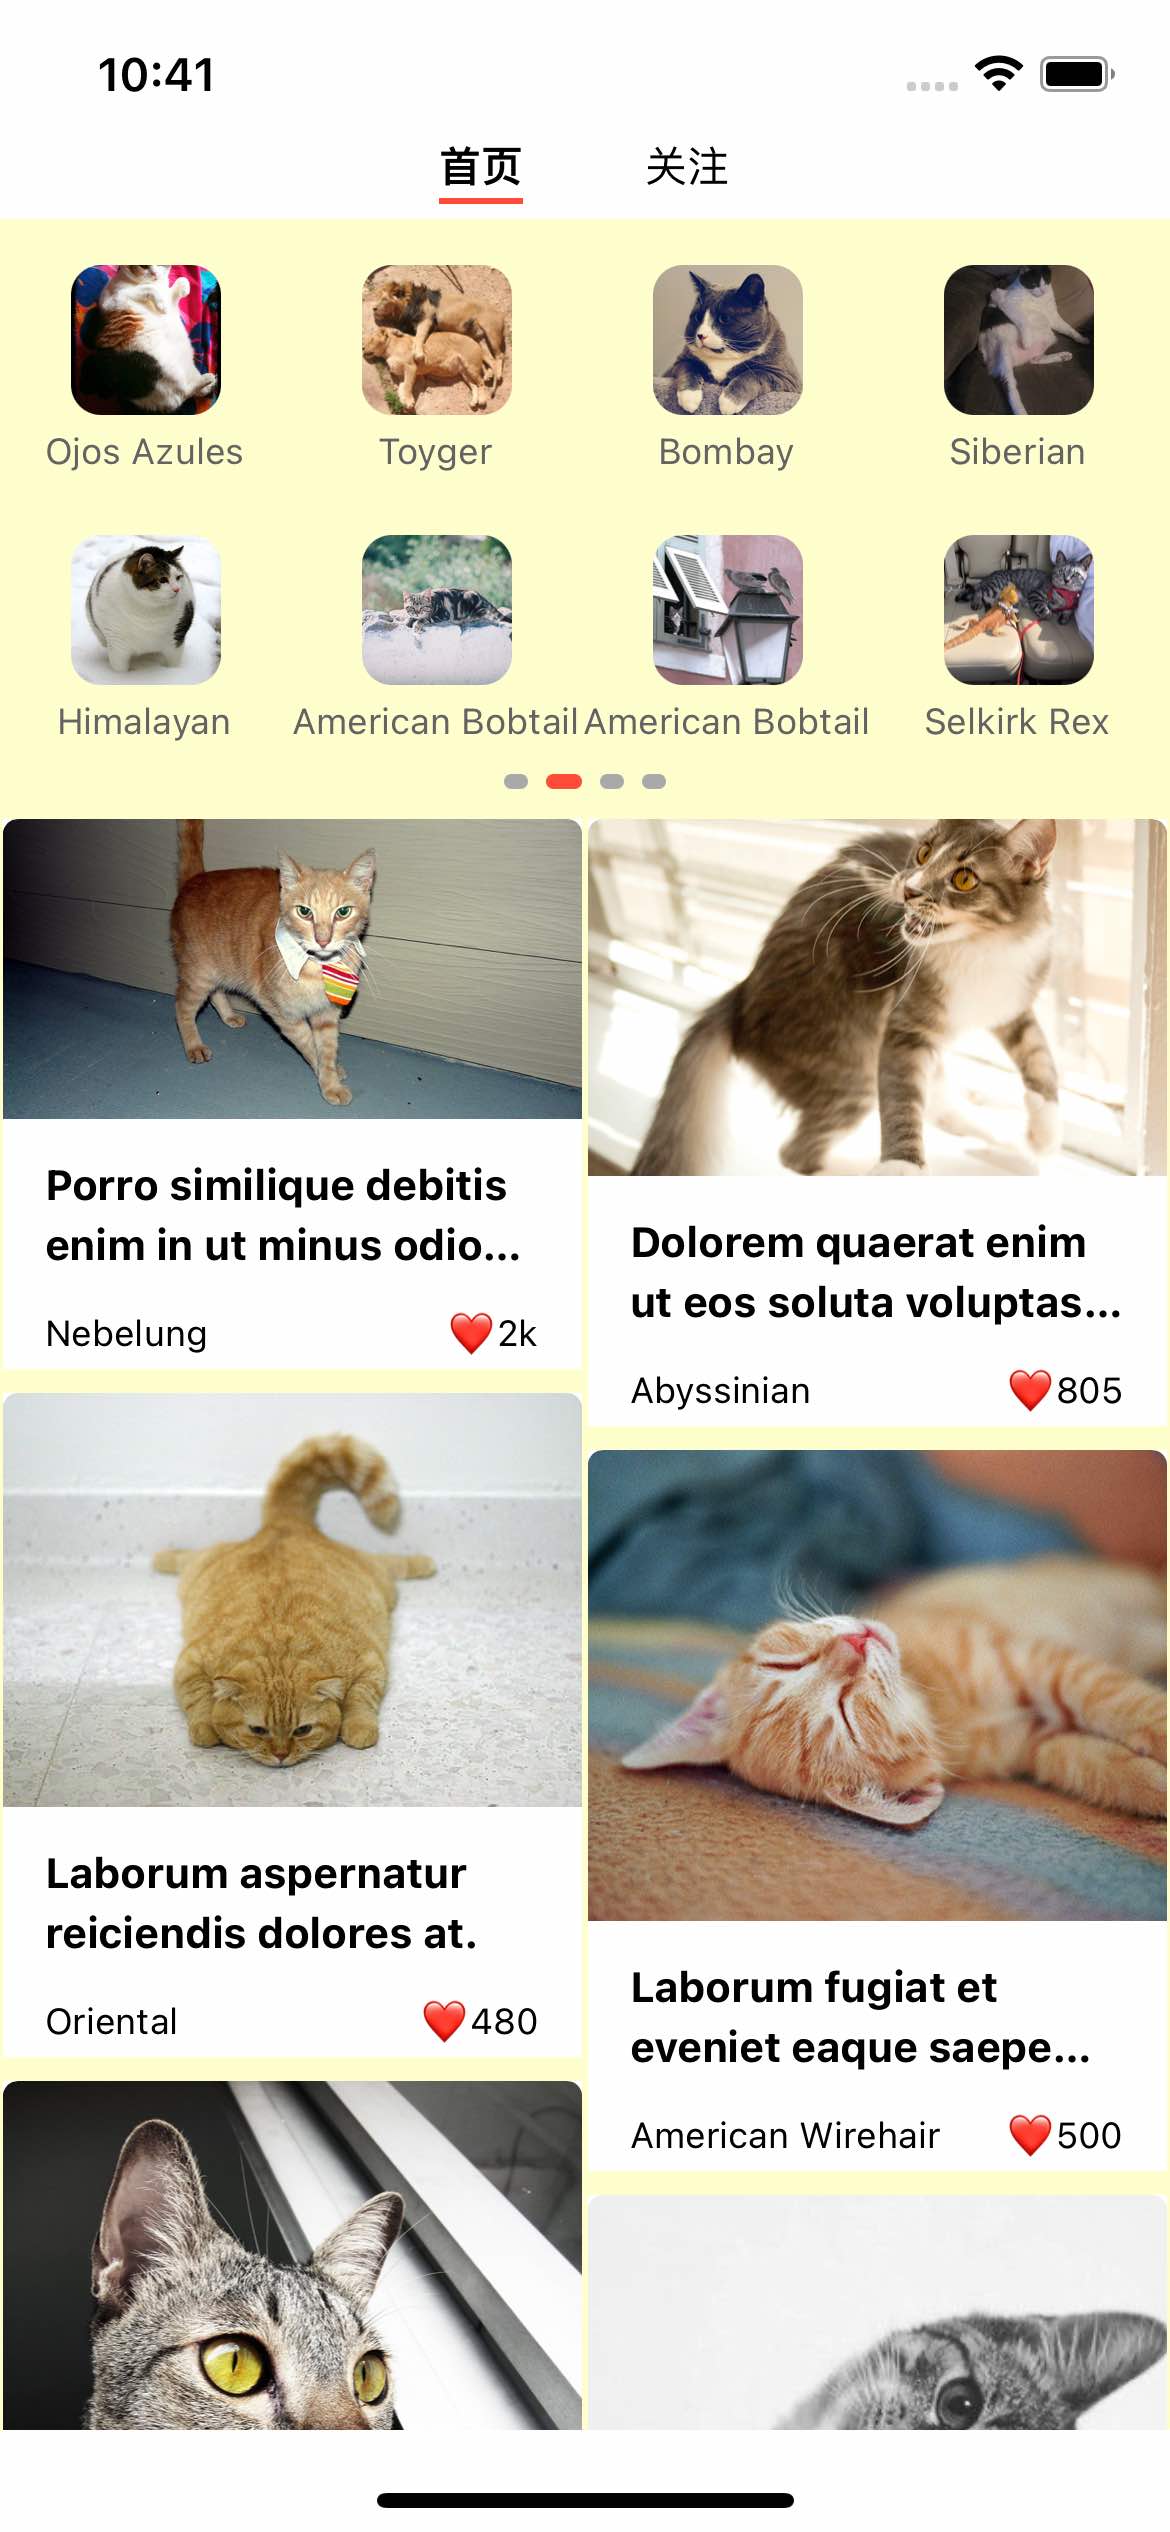 10:41
首页 关注
Ojos Azules Toyger Bombay Siberian
Himalayan American Bobtail American Bobtail Selkirk Rex
Porro similique debitis
enim in ut minus odio...
Nebelung ❤️2k
Dolorem quaerat enim
ut eos soluta voluptas...
Abyssinian ❤️805
Laborum aspernatur
reiciendis dolores at.
Oriental ❤️480
Laborum fugiat et
eveniet eaque saepe...
American Wirehair ❤️500